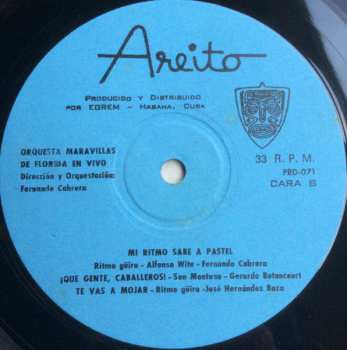 Areito
PRODUCIDO Y DISTRIBUIDO
POR EGREM - HABANA, CUBA
ORQUESTA MARAVILLAS
DE FLORIDA EN VIVO
Dirección y Orquestación:
Fernando Cabrera
33 R. P. M.
PRD-071
CARA B
MI RITMO SABE A PASTEL
Ritmo güiro - Alfonso Wite - Fernando Cabrera
¡QUE GENTE, CABALLEROS! - Son Montuno - Gerardo Betancourt
TE VAS A MOJAR - Ritmo güiro -José Hernández Baza